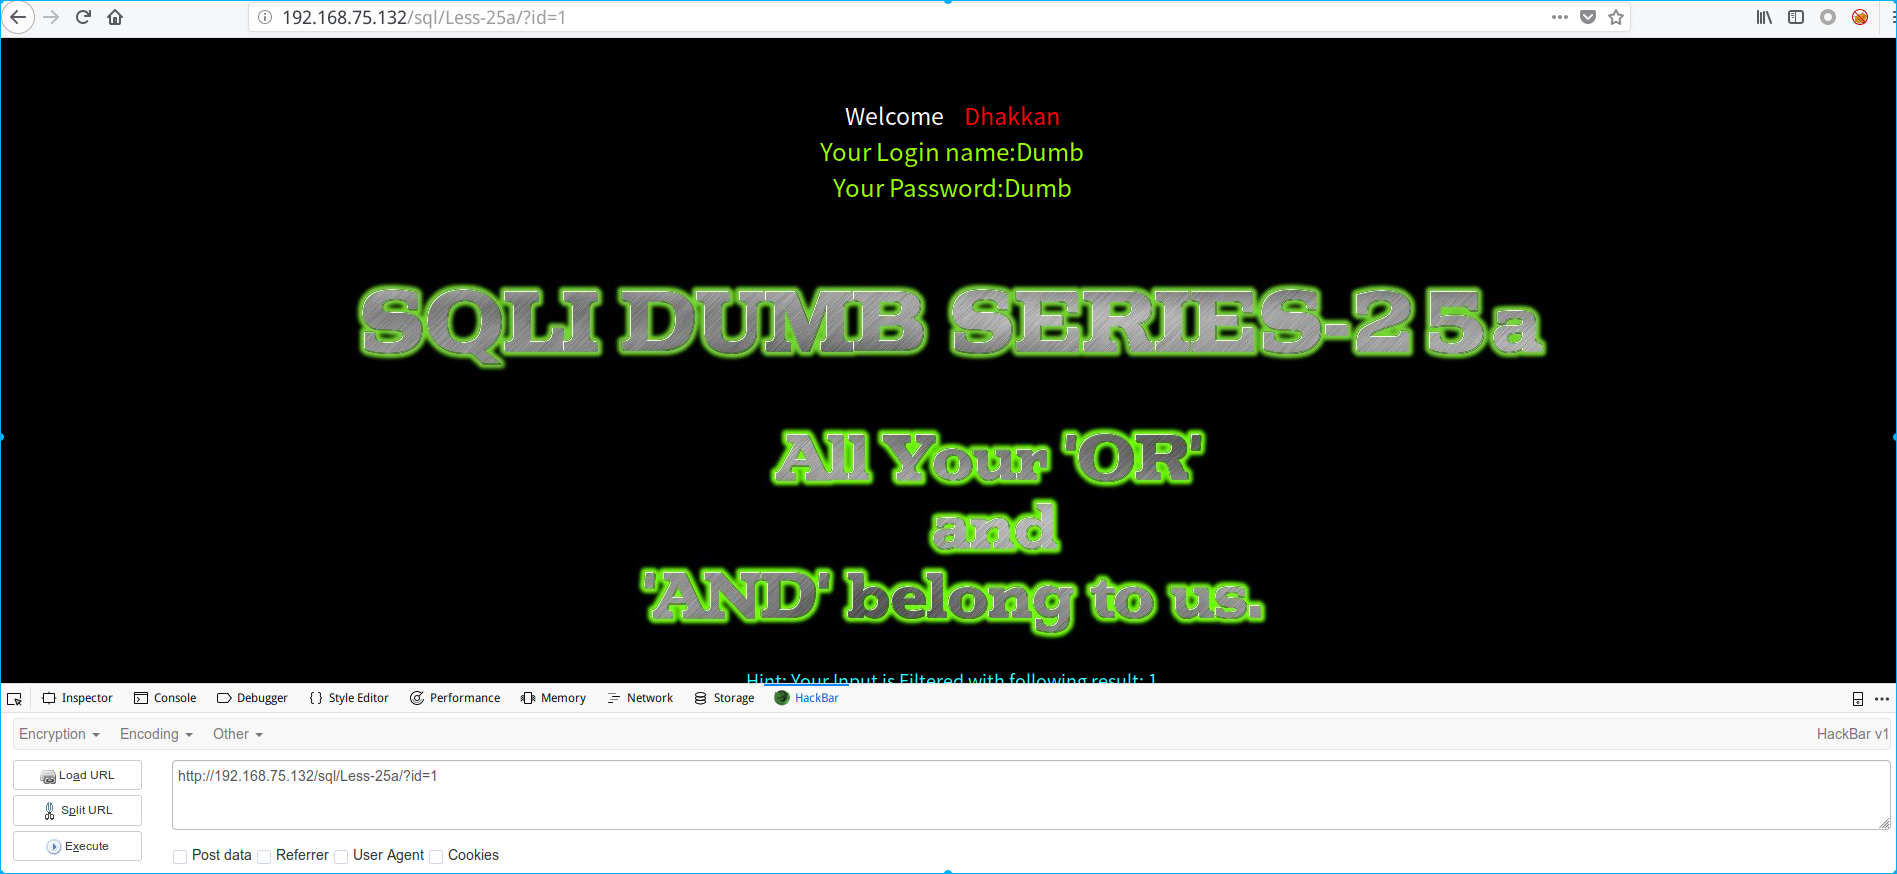 192.168.75.132/sql/Less-25a/?id=1
Welcome Dhakkan
Your Login name:Dumb
Your Password:Dumb
SQLI DUMB SERIES-25a
All Your 'OR'
and
'AND' belong to us.
Hint: Your Input is Filtered with following result: 1
Inspector Console Debugger Style Editor Performance Memory Network Storage HackBar
Encryption Encoding Other HackBar v1
Load URL http://192.168.75.132/sql/Less-25a/?id=1
Split URL
Execute
Post data Referrer User Agent Cookies